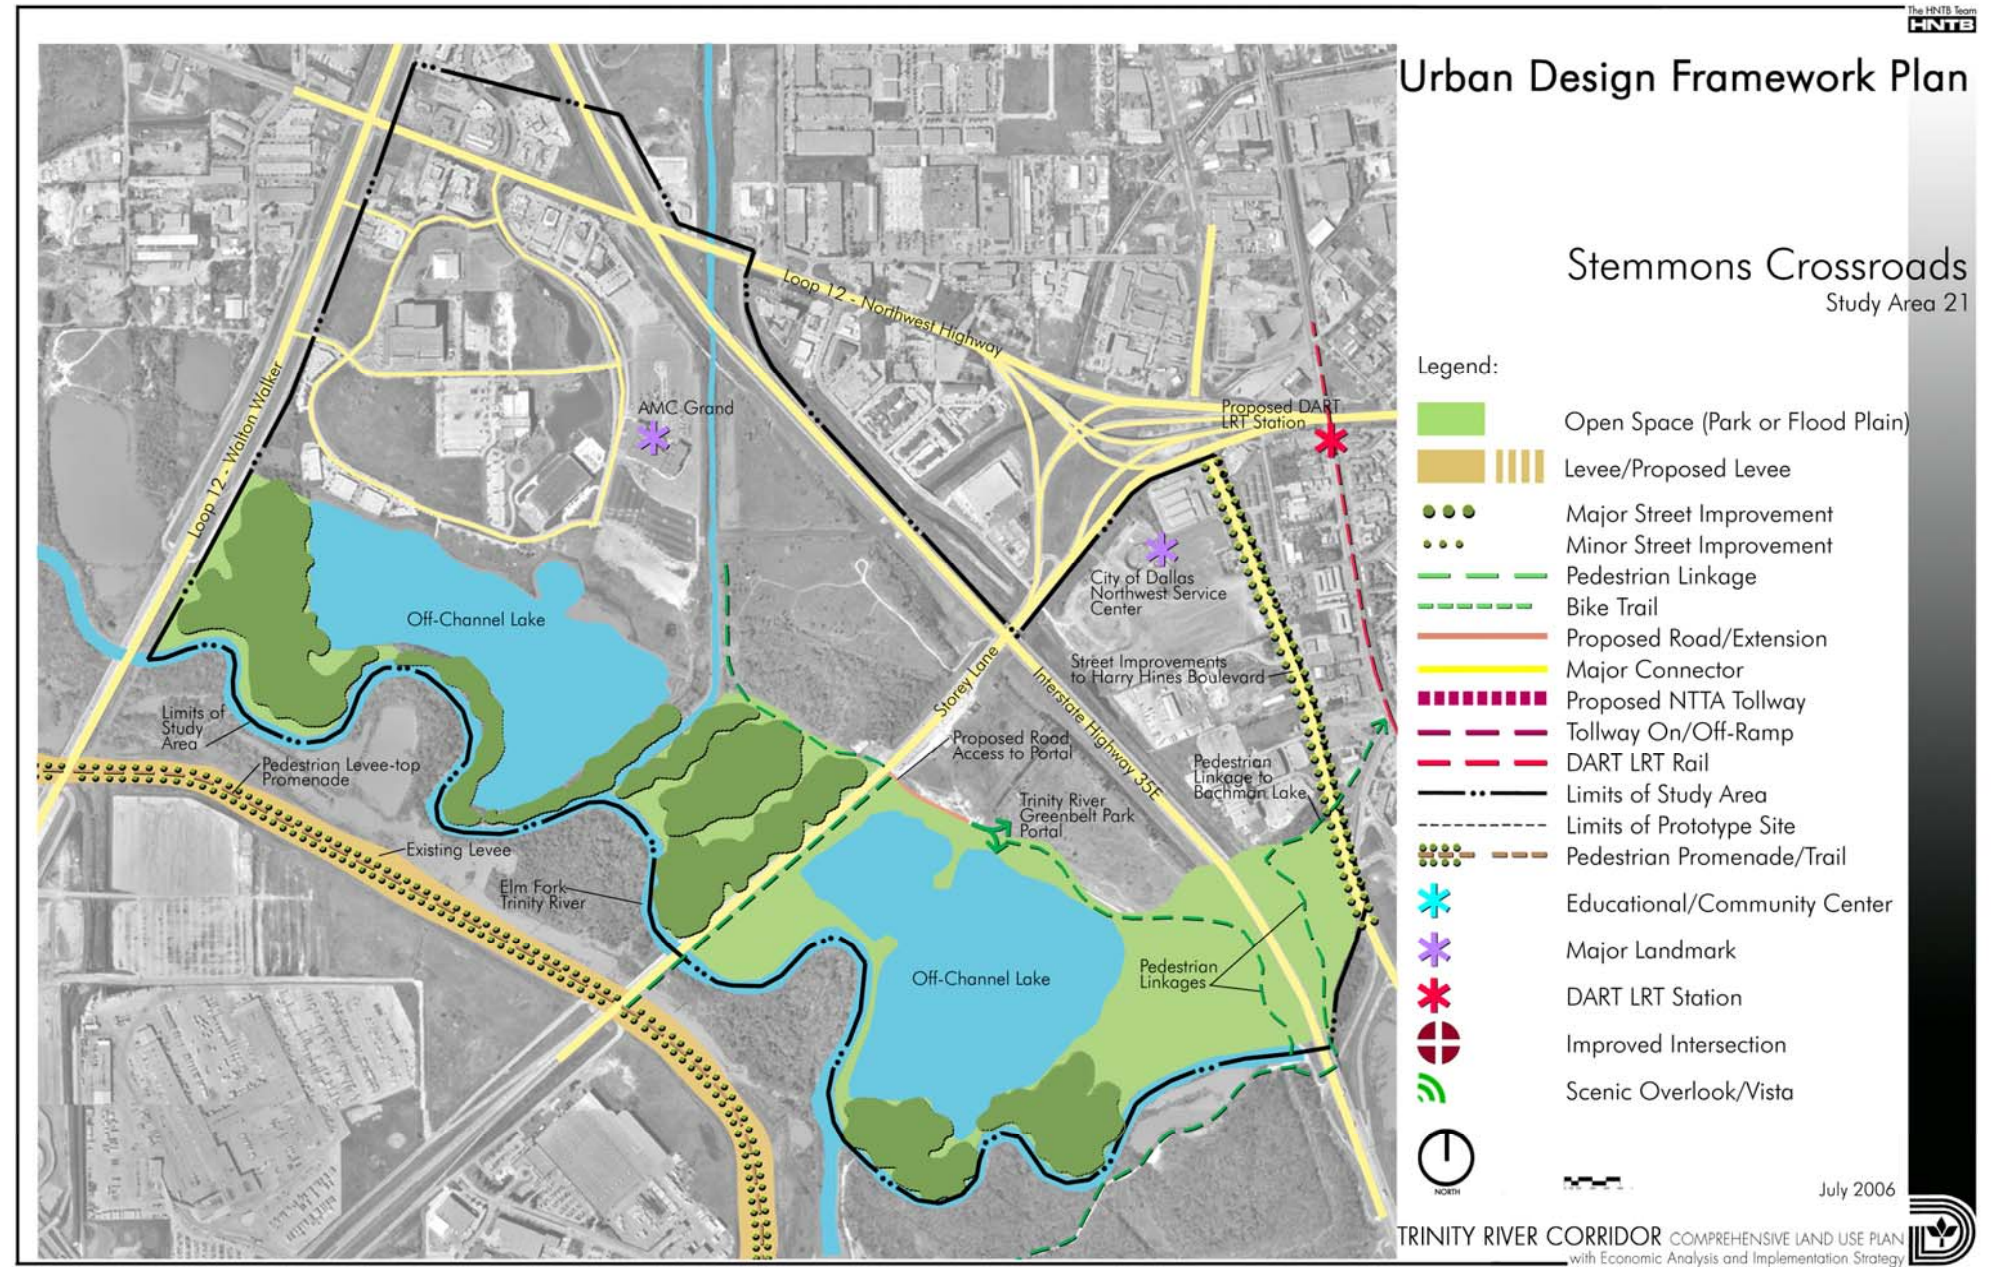 The HNTB Team
HNTB
Urban Design Framework Plan
Stemmons Crossroads
Study Area 21
Legend:
Open Space (Park or Flood Plain)
Levee/Proposed Levee
Major Street Improvement
Minor Street Improvement
Pedestrian Linkage
Bike Trail
Proposed Road/Extension
Major Connector
Proposed NTTA Tollway
Tollway On/Off-Ramp
DART LRT Rail
Limits of Study Area
Limits of Prototype Site
Pedestrian Promenade/Trail
Educational/Community Center
Major Landmark
DART LRT Station
Improved Intersection
Scenic Overlook/Vista
NORTH
July 2006
TRINITY RIVER CORRIDOR COMPREHENSIVE LAND USE PLAN
with Economic Analysis and Implementation Strategy
Loop 12 - Northwest Highway
Loop 12 - Walton Walker
AMC Grand
Proposed DART
LRT Station
City of Dallas
Northwest Service
Center
Off-Channel Lake
Storey Lane
Street Improvements
to Harry Hines Boulevard
Interstate Highway 35E
Limits of
Study
Area
Pedestrian Levee-top
Promenade
Proposed Road
Access to Portal
Pedestrian
Linkage to
Bachman Lake
Trinity River
Greenbelt Park
Portal
Existing Levee
Elm Fork
Trinity River
Off-Channel Lake
Pedestrian
Linkages